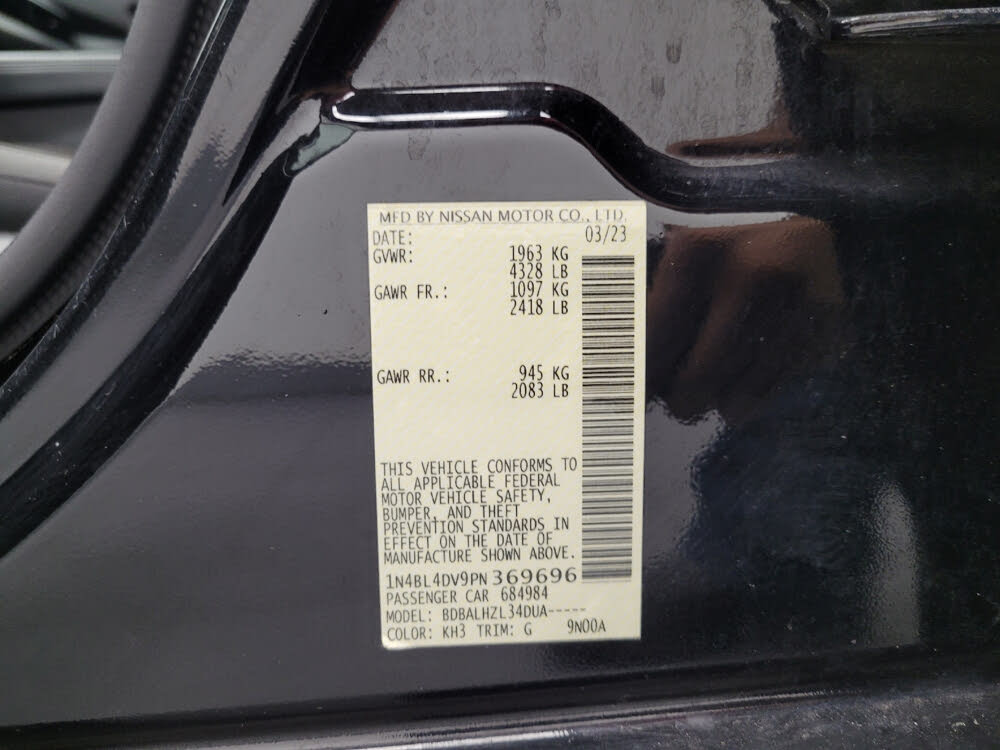 MFD BY NISSAN MOTOR CO., LTD.
DATE: 03/23
GVWR: 1963 KG
4328 LB
GAWR FR.: 1097 KG
2418 LB
GAWR RR.: 945 KG
2083 LB
THIS VEHICLE CONFORMS TO
ALL APPLICABLE FEDERAL
MOTOR VEHICLE SAFETY,
BUMPER, AND THEFT
PREVENTION STANDARDS IN
EFFECT ON THE DATE OF
MANUFACTURE SHOWN ABOVE.
1N4BL4DV9PN369696
PASSENGER CAR 684984
MODEL: BDBALHZL34DUA-----
COLOR: KH3 TRIM: G 9N00A